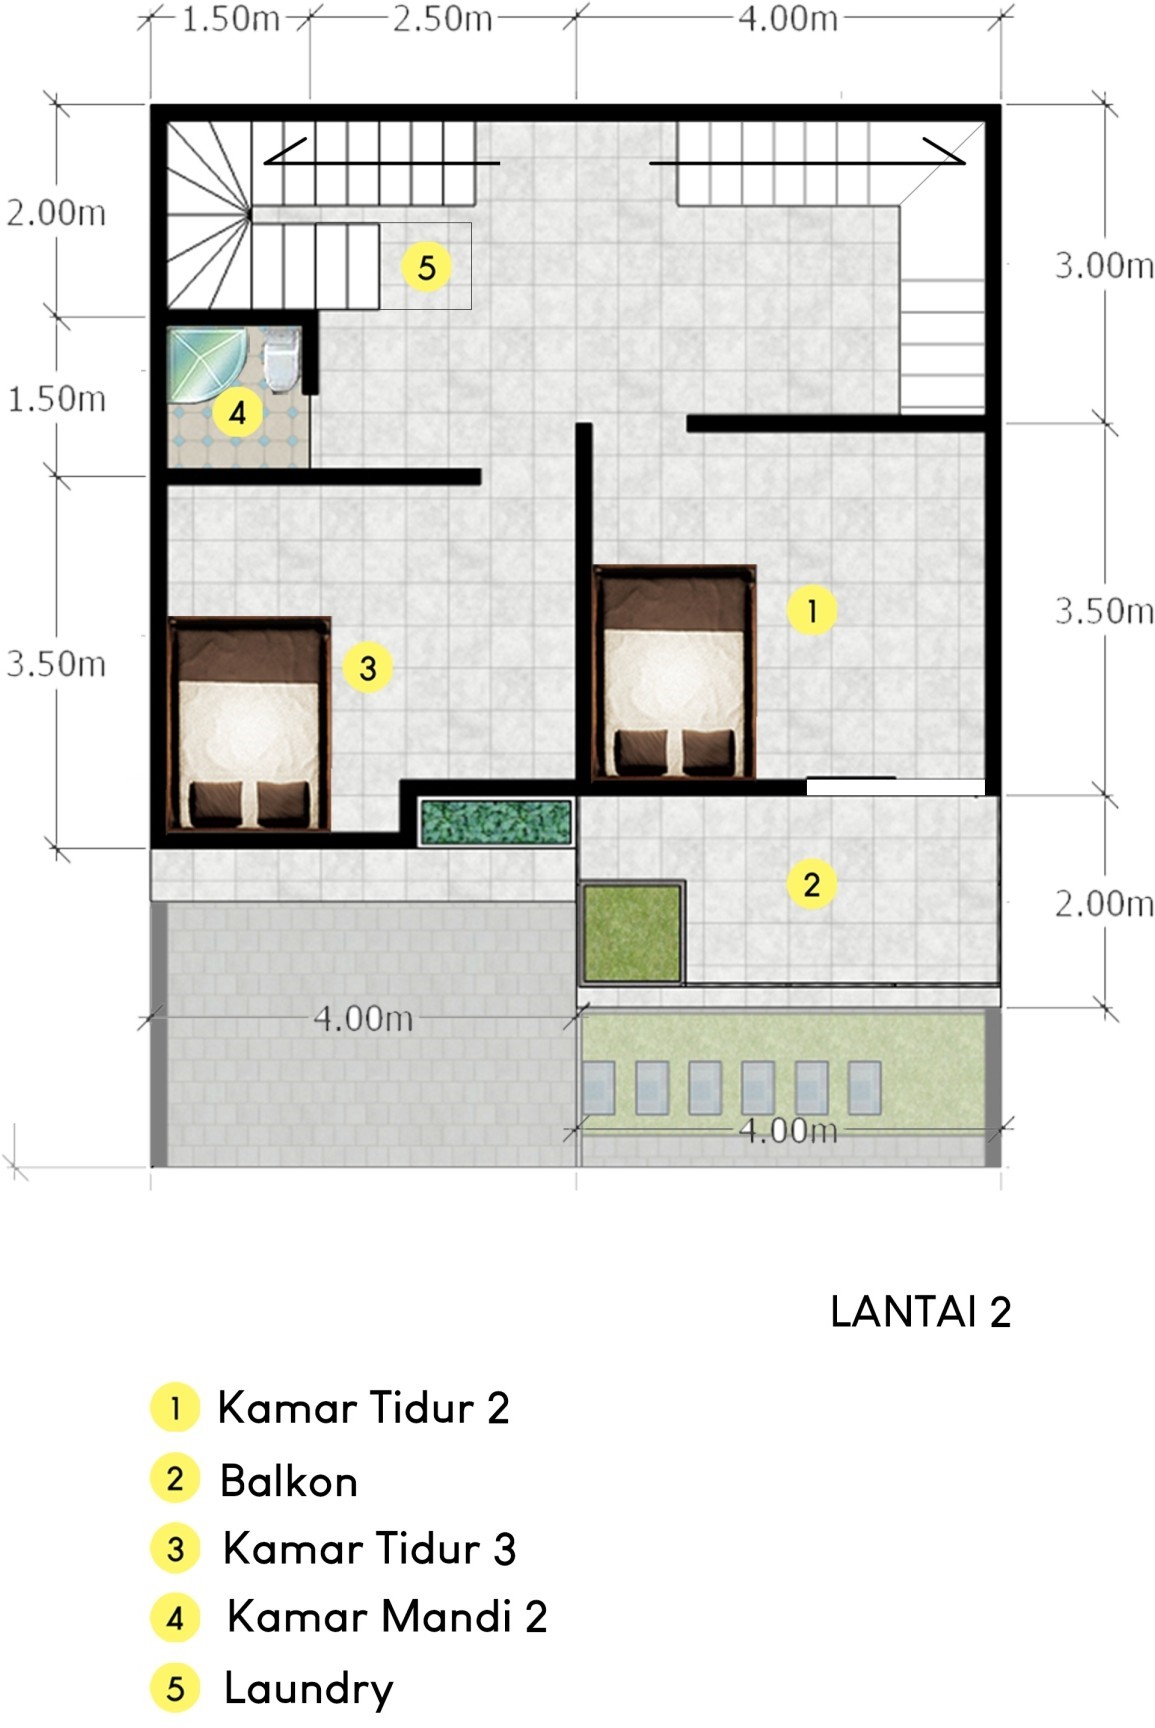 1.50m 2.50m 4.00m
2.00m
3.00m
5
1.50m
4
3.50m
1
3.50m
3
2
2.00m
4.00m
4.00m
LANTAI 2
1 Kamar Tidur 2
2 Balkon
3 Kamar Tidur 3
4 Kamar Mandi 2
5 Laundry